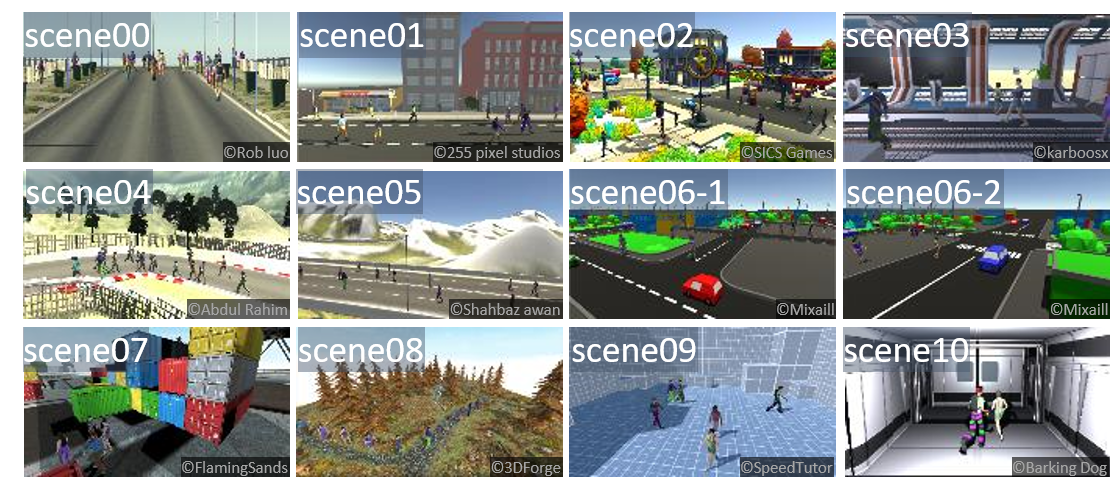 scene00
©Rob luo
scene01
©255 pixel studios
scene02
©SICS Games
scene03
©karboosx
scene04
©Abdul Rahim
scene05
©Shahbaz awan
scene06-1
©Mixaill
scene06-2
©Mixaill
scene07
©FlamingSands
scene08
©3DForge
scene09
©SpeedTutor
scene10
©Barking Dog